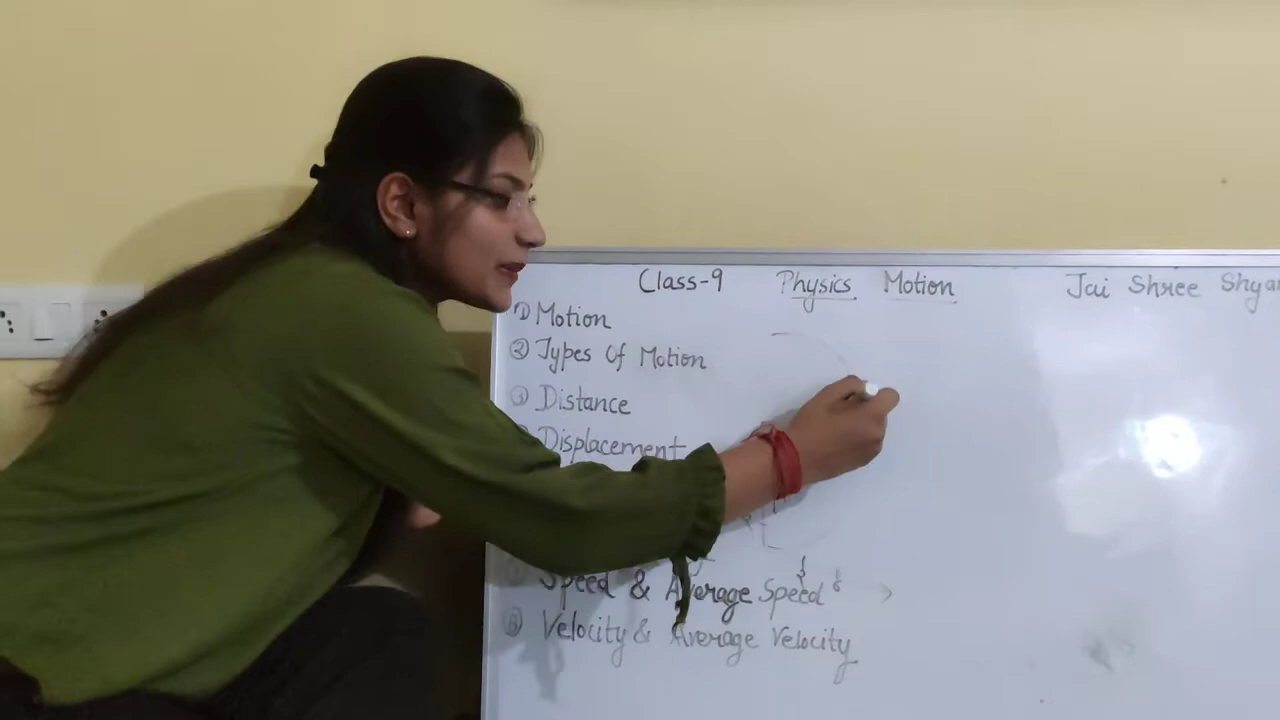 Class-9 Physics Motion Jai Shree
① Motion
② Types Of Motion
③ Distance
Displacement
Speed & Average Speed
⑧ Velocity & Average Velocity